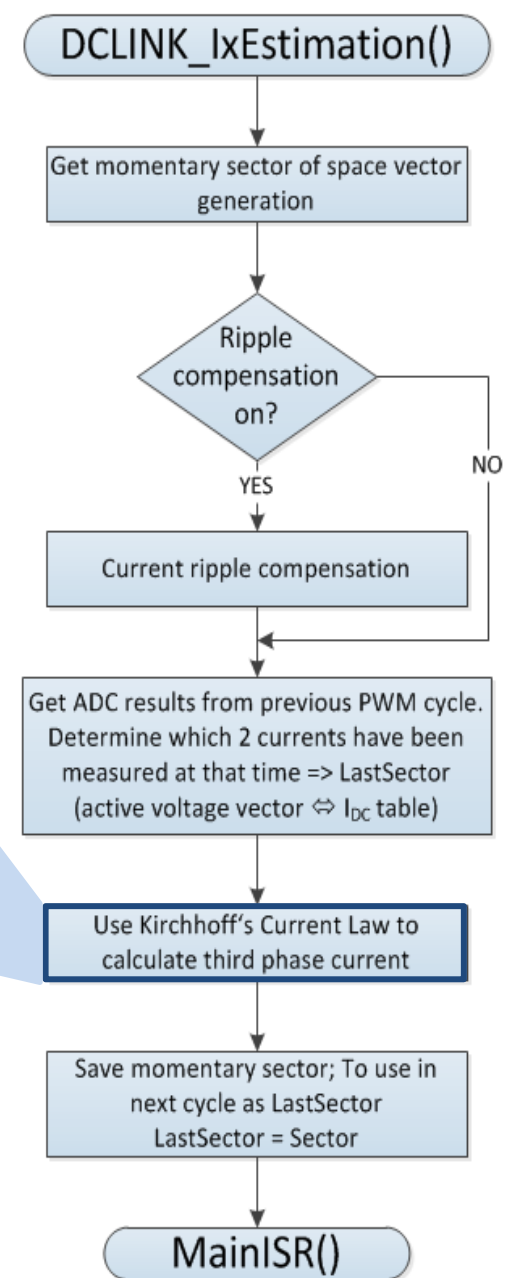 DCLINK_IxEstimation()
Get momentary sector of space vector
generation
Ripple
compensation
on?
NO
YES
Current ripple compensation
Get ADC results from previous PWM cycle.
Determine which 2 currents have been
measured at that time => LastSector
(active voltage vector ⇔ IDC table)
Use Kirchhoff‘s Current Law to
calculate third phase current
Save momentary sector; To use in
next cycle as LastSector
LastSector = Sector
MainISR()